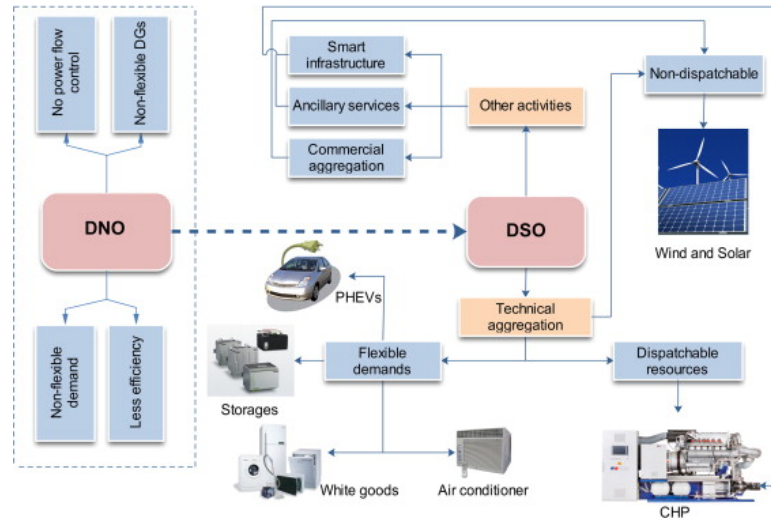 No power flow
control
Non-flexible DGs
Smart
infrastructure
Ancillary services
Commercial
aggregation
Other activities
Non-dispatchable
Wind and Solar
DNO
DSO
PHEVs
Technical
aggregation
Non-flexible
demand
Less efficiency
Storages
Flexible
demands
Dispatchable
resources
White goods
Air conditioner
CHP